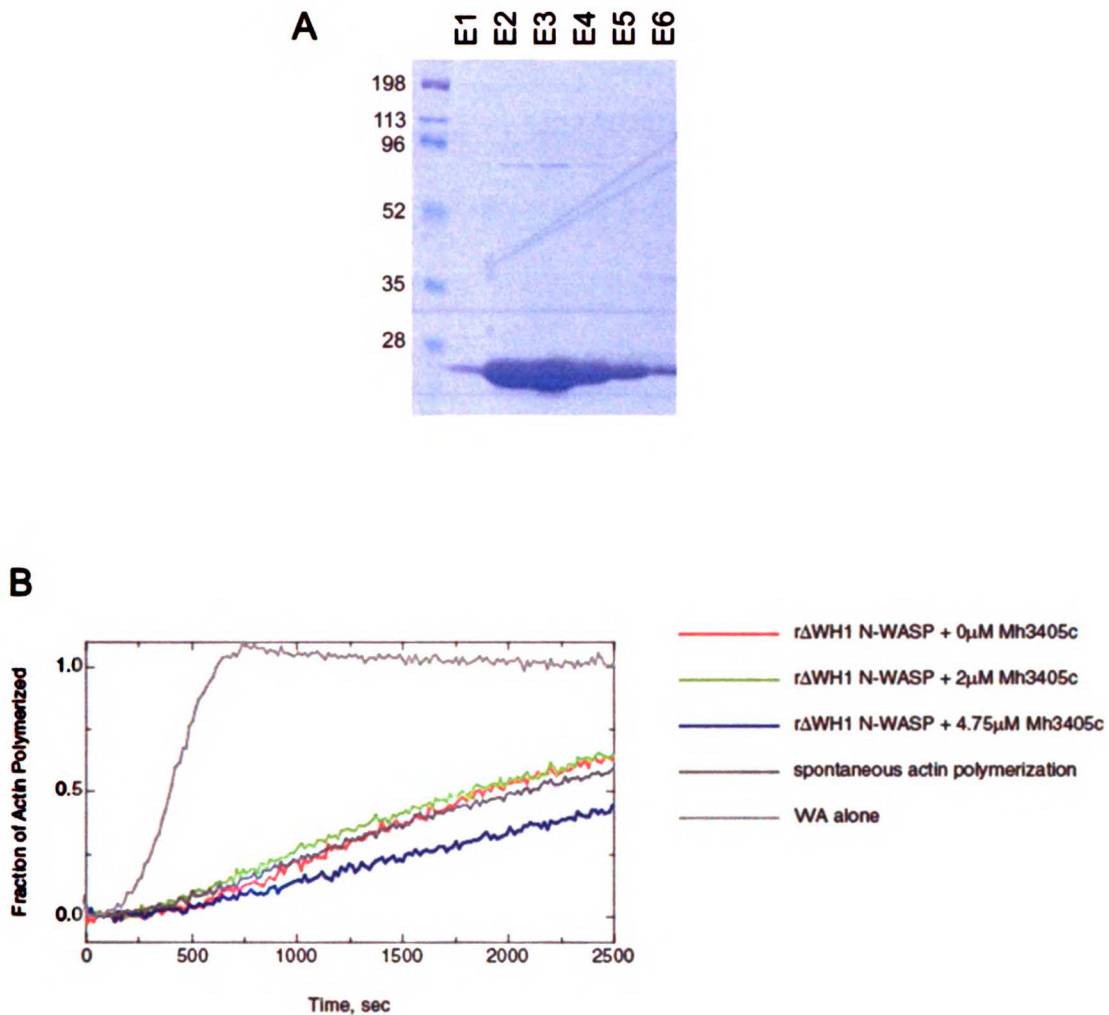 A
E1 E2 E3 E4 E5 E6
198
113
96
52
35
28
B
Fraction of Actin Polymerized
1.0
0.5
0.0
0 500 1000 1500 2000 2500
Time, sec
rΔWH1 N-WASP + 0μM Mh3405c
rΔWH1 N-WASP + 2μM Mh3405c
rΔWH1 N-WASP + 4.75μM Mh3405c
spontaneous actin polymerization
WA alone